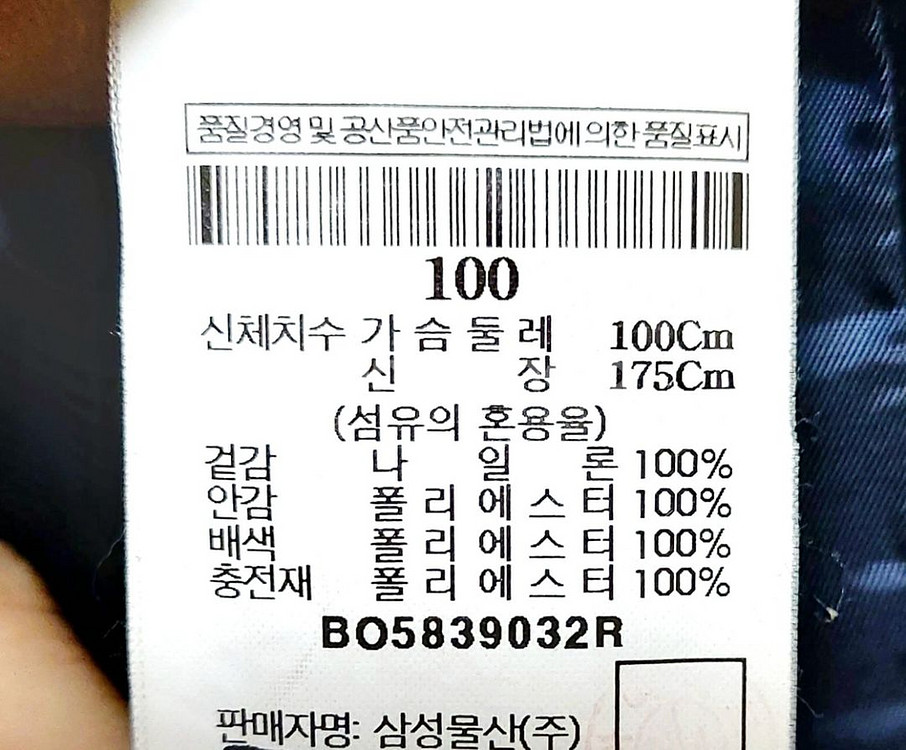 품질경영 및 공산품안전관리법에 의한 품질표시
100
신체치수 가슴둘레 100Cm
신장 175Cm
(섬유의 혼용율)
겉감 나일론 100%
안감 폴리에스터 100%
배색 폴리에스터 100%
충전재 폴리에스터 100%
BO5839032R
판매자명: 삼성물산(주)